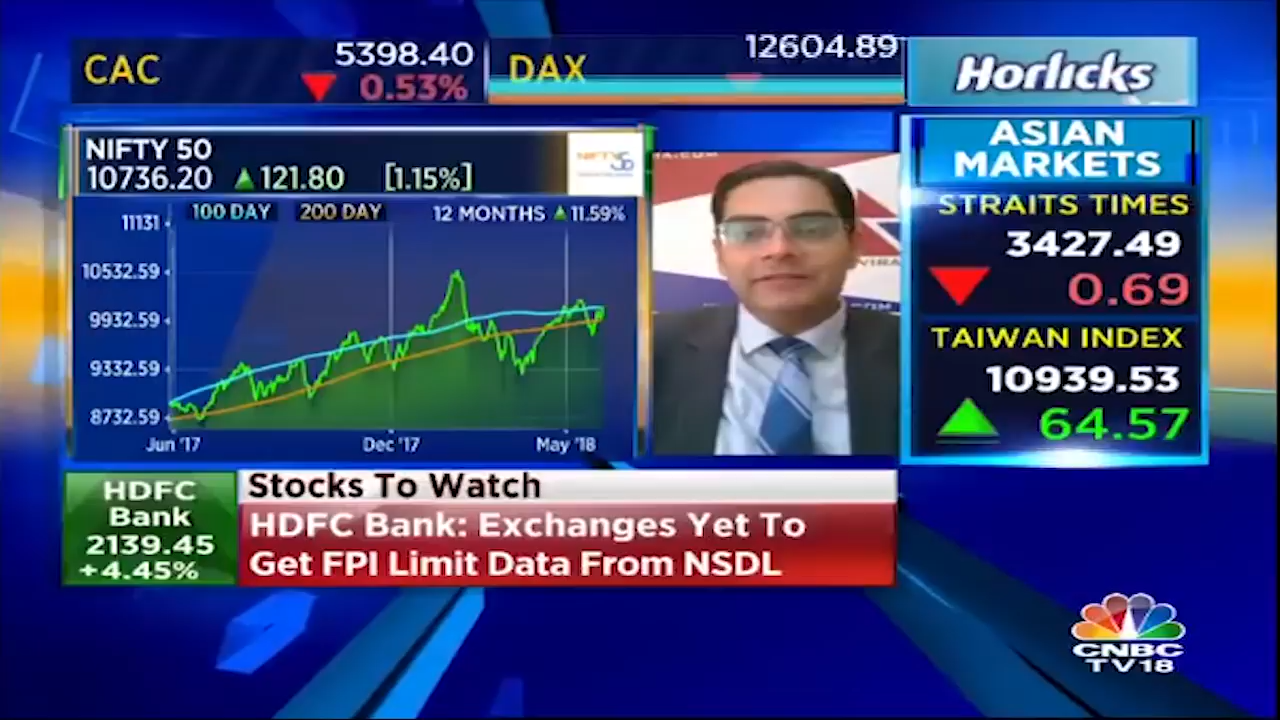 CAC
5398.40
0.53%
DAX
12604.89
Horlicks
NIFTY 50
10736.20 121.80 [1.15%]
100 DAY 200 DAY 12 MONTHS 11.59%
11131
10532.59
9932.59
9332.59
8732.59
Jun '17 Dec '17 May '18
ASIAN
MARKETS
STRAITS TIMES
3427.49
0.69
TAIWAN INDEX
10939.53
64.57
HDFC
Bank
2139.45
+4.45%
Stocks To Watch
HDFC Bank: Exchanges Yet To
Get FPI Limit Data From NSDL
CNBC
TV18